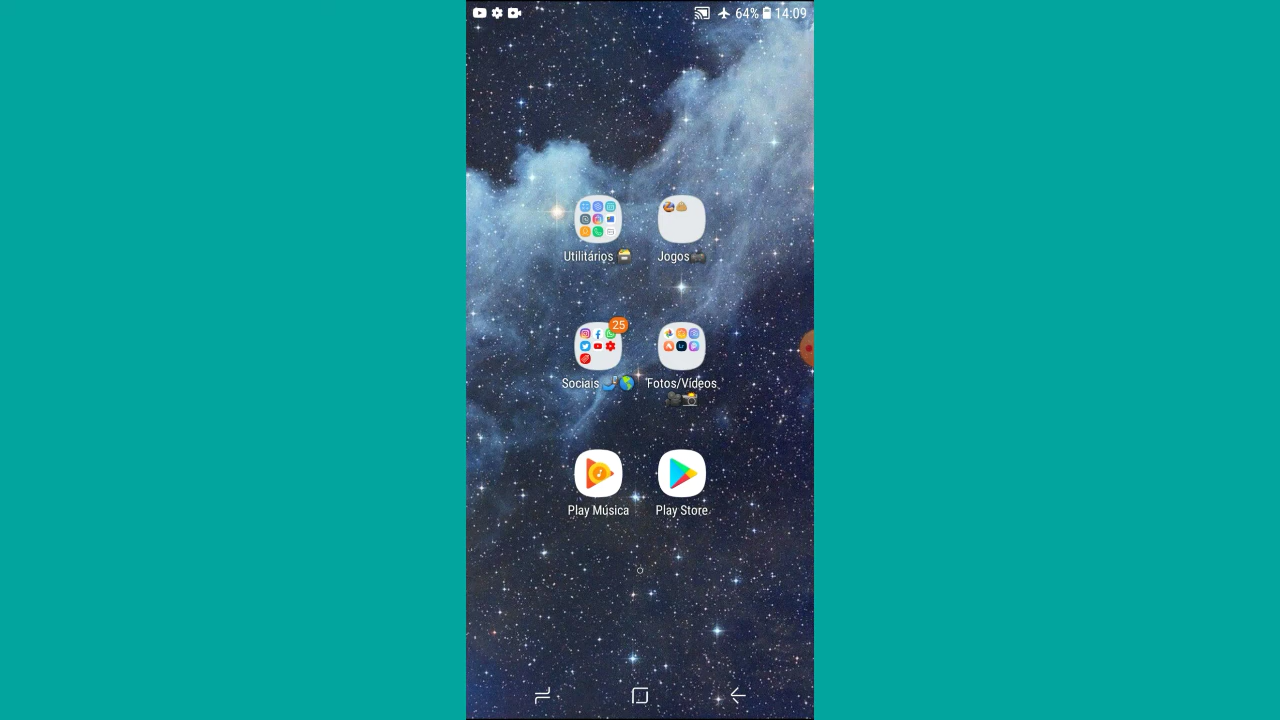 64% 14:09
Utilitários Jogos
25
Sociais Fotos/Vídeos
Play Música Play Store